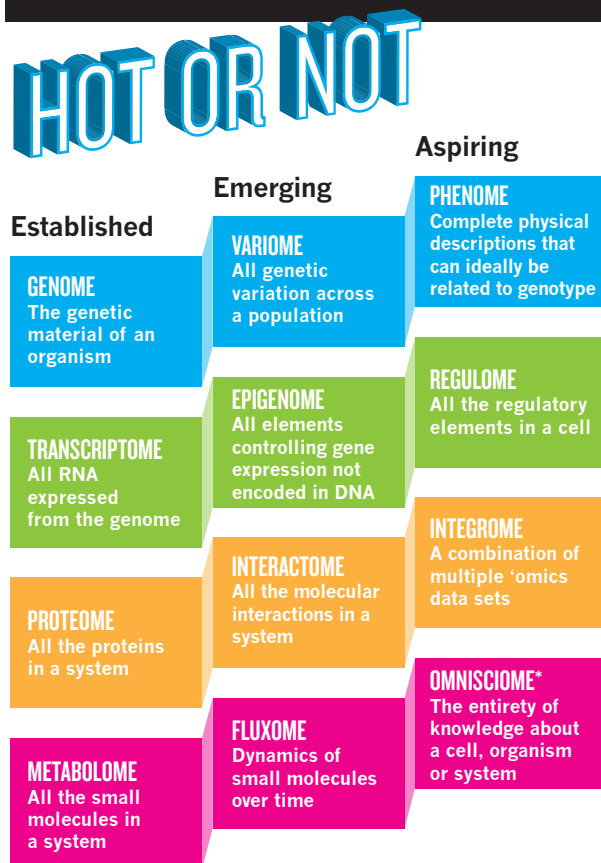 HOT OR NOT
Established
GENOME
The genetic
material of an
organism
TRANSCRIPTOME
All RNA
expressed
from the genome
PROTEOME
All the proteins
in a system
METABOLOME
All the small
molecules in
a system
Emerging
VARIOME
All genetic
variation across
a population
EPIGENOME
All elements
controlling gene
expression not
encoded in DNA
INTERACTOME
All the molecular
interactions in a
system
FLUXOME
Dynamics of
small molecules
over time
Aspiring
PHENOME
Complete physical
descriptions that
can ideally be
related to genotype
REGULOME
All the regulatory
elements in a cell
INTEGROME
A combination of
multiple ‘omics
data sets
OMNISCIOME*
The entirety of
knowledge about
a cell, organism
or system